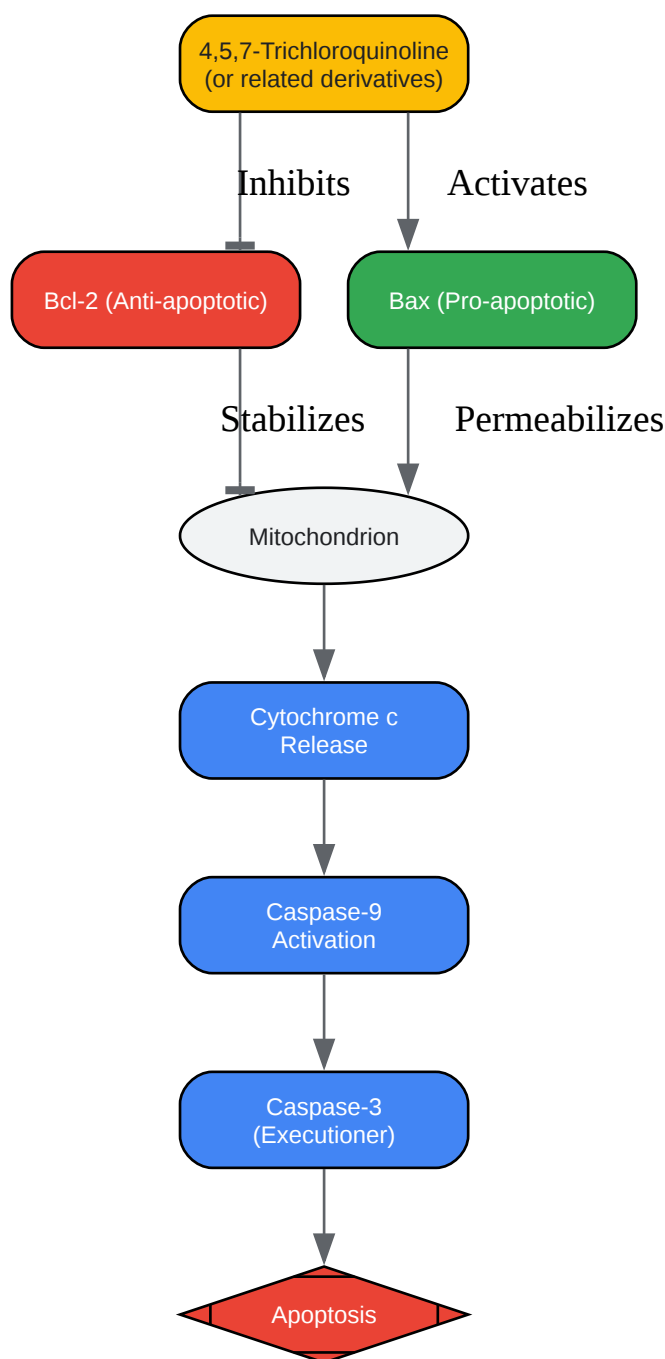 4,5,7-Trichloroquinoline
(or related derivatives)
Inhibits
Activates
Bcl-2 (Anti-apoptotic)
Bax (Pro-apoptotic)
Stabilizes
Permeabilizes
Mitochondrion
Cytochrome c
Release
Caspase-9
Activation
Caspase-3
(Executioner)
Apoptosis